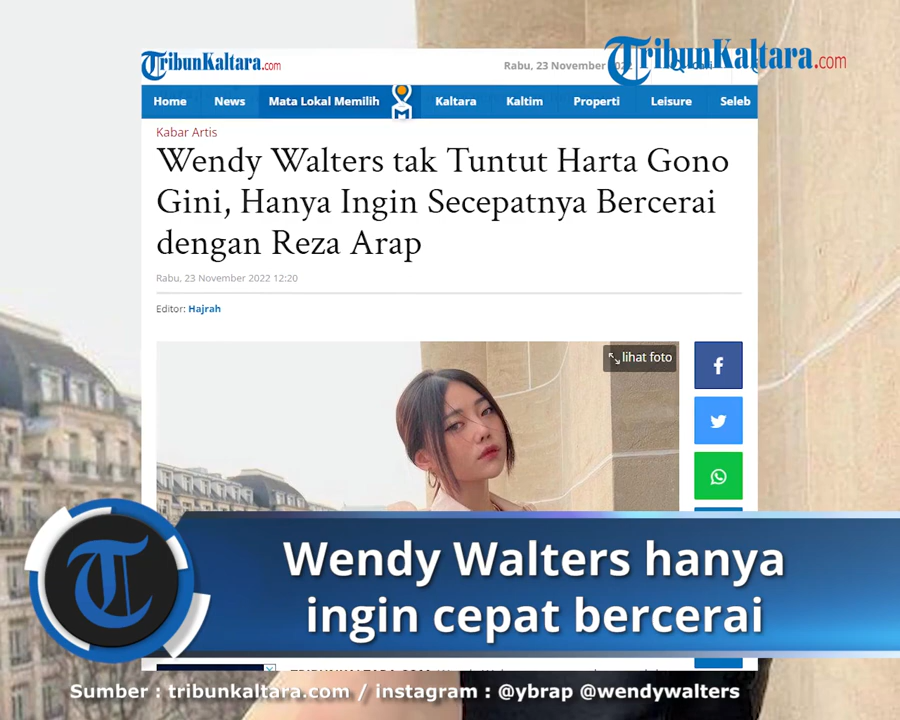 TribunKaltara.com
Rabu, 23 November
TribunKaltara.com
Home News Mata Lokal Memilih Kaltara Kaltim Properti Leisure Seleb
Kabar Artis
Wendy Walters tak Tuntut Harta Gono
Gini, Hanya Ingin Secepatnya Bercerai
dengan Reza Arap
Rabu, 23 November 2022 12:20
Editor: Hajrah
lihat foto
f
T
Wendy Walters hanya
ingin cepat bercerai
Sumber : tribunkaltara.com / instagram : @ybrap @wendywalters